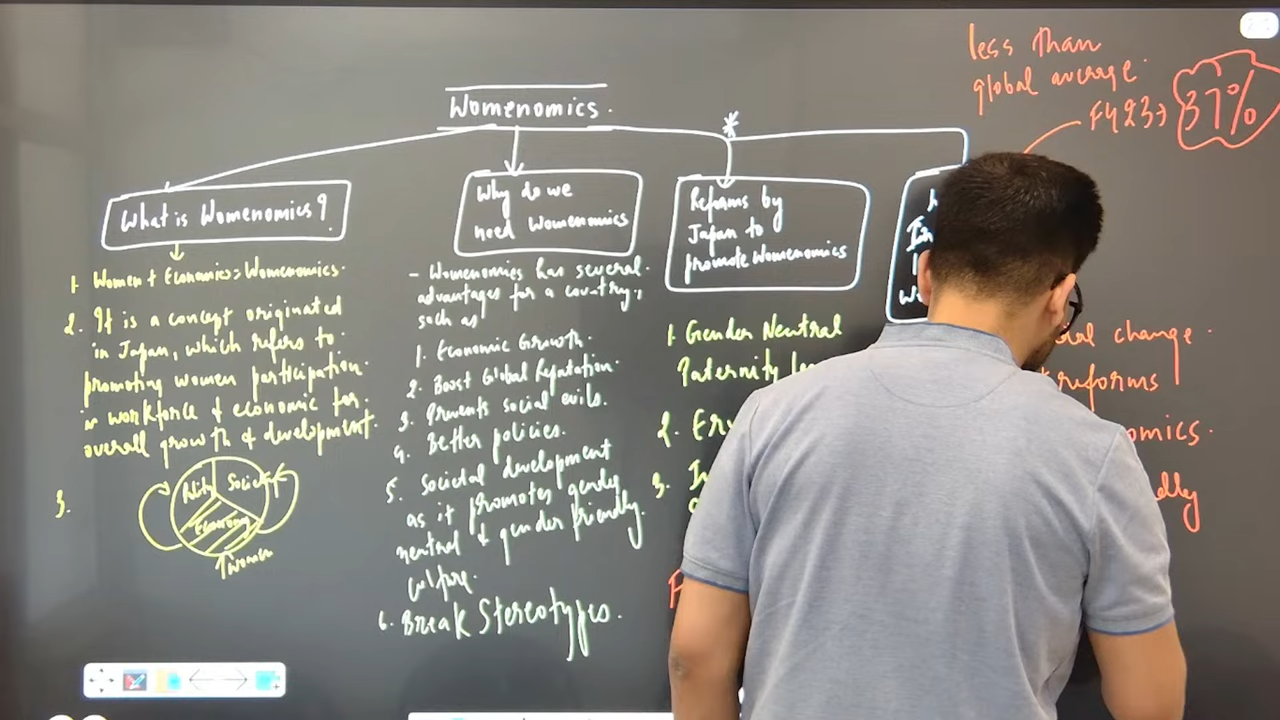 less than
global average.
FY23→ 37%
Womenomics.
*
What is Womenomics?
1. Women + Economics = Womenomics.
2. It is a concept originated
in Japan, which refers to
promoting women participation
in workforce & economic for
overall growth & development.
3.
Polity Society
Economy
↑women
Why do we
need Womenomics
- Womenomics has several
advantages for a country,
such as
1. Economic Growth.
2. Boost Global Reputation.
3. Prevents social evils.
4. Better policies.
5. Societal development
as it promotes gender
neutral & gender friendly
culture.
6. Break Stereotypes.
Reforms by
Japan to
promote Womenomics
1. Gender Neutral
Paternity
2.
3.
change.
reforms
omics.
dly